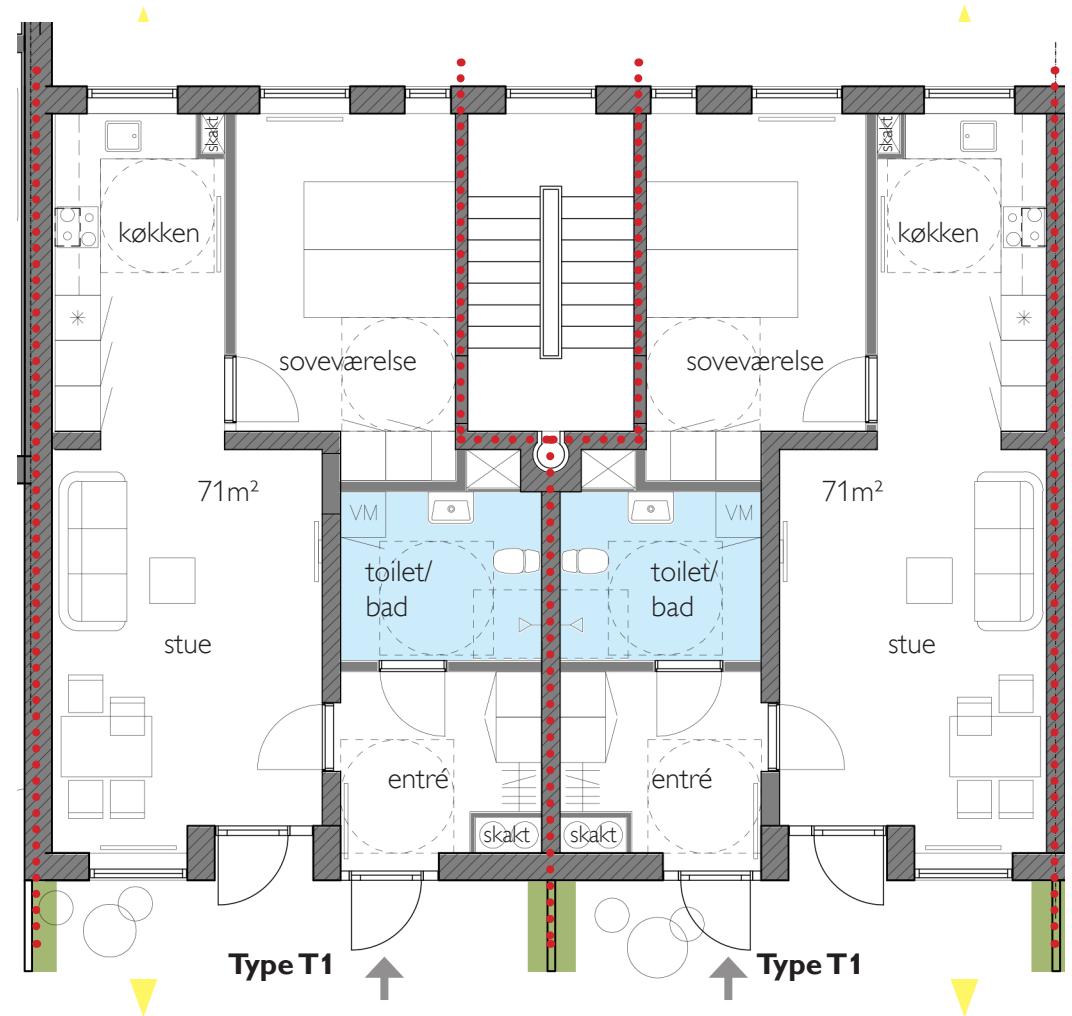 skakt
skakt
køkken
køkken
soveværelse
soveværelse
71m²
71m²
VM
VM
toilet/
bad
toilet/
bad
stue
stue
entré
entré
skakt
skakt
Type T1
Type T1